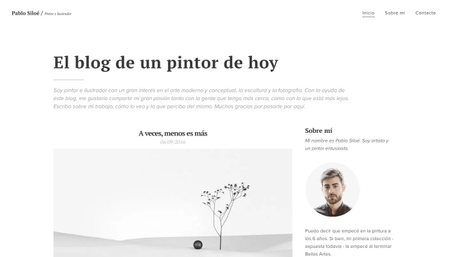 Pablo Siloé / Pintor e ilustrador
Inicio Sobre mí Contacto
El blog de un pintor de hoy
Soy pintor e ilustrador con un gran interés en el arte moderno y conceptual, la escultura y la fotografía. Con la ayuda de
este blog, me gustaría compartir mi gran pasión tanto con la gente que tengo más cerca, como con la que está más lejos.
Escribo sobre mi trabajo, cómo lo veo y lo que percibo del mismo. Muchas gracias por pasarte por aquí.
A veces, menos es más
06/09/2016
Sobre mí
Mi nombre es Pablo Siloé. Soy artista y
un pintor entusiasta.
Puedo decir que empecé en la pintura a
los 6 años. Si bien, mi primera colección -
expuesta todavía - la empecé al terminar
Bellas Artes.